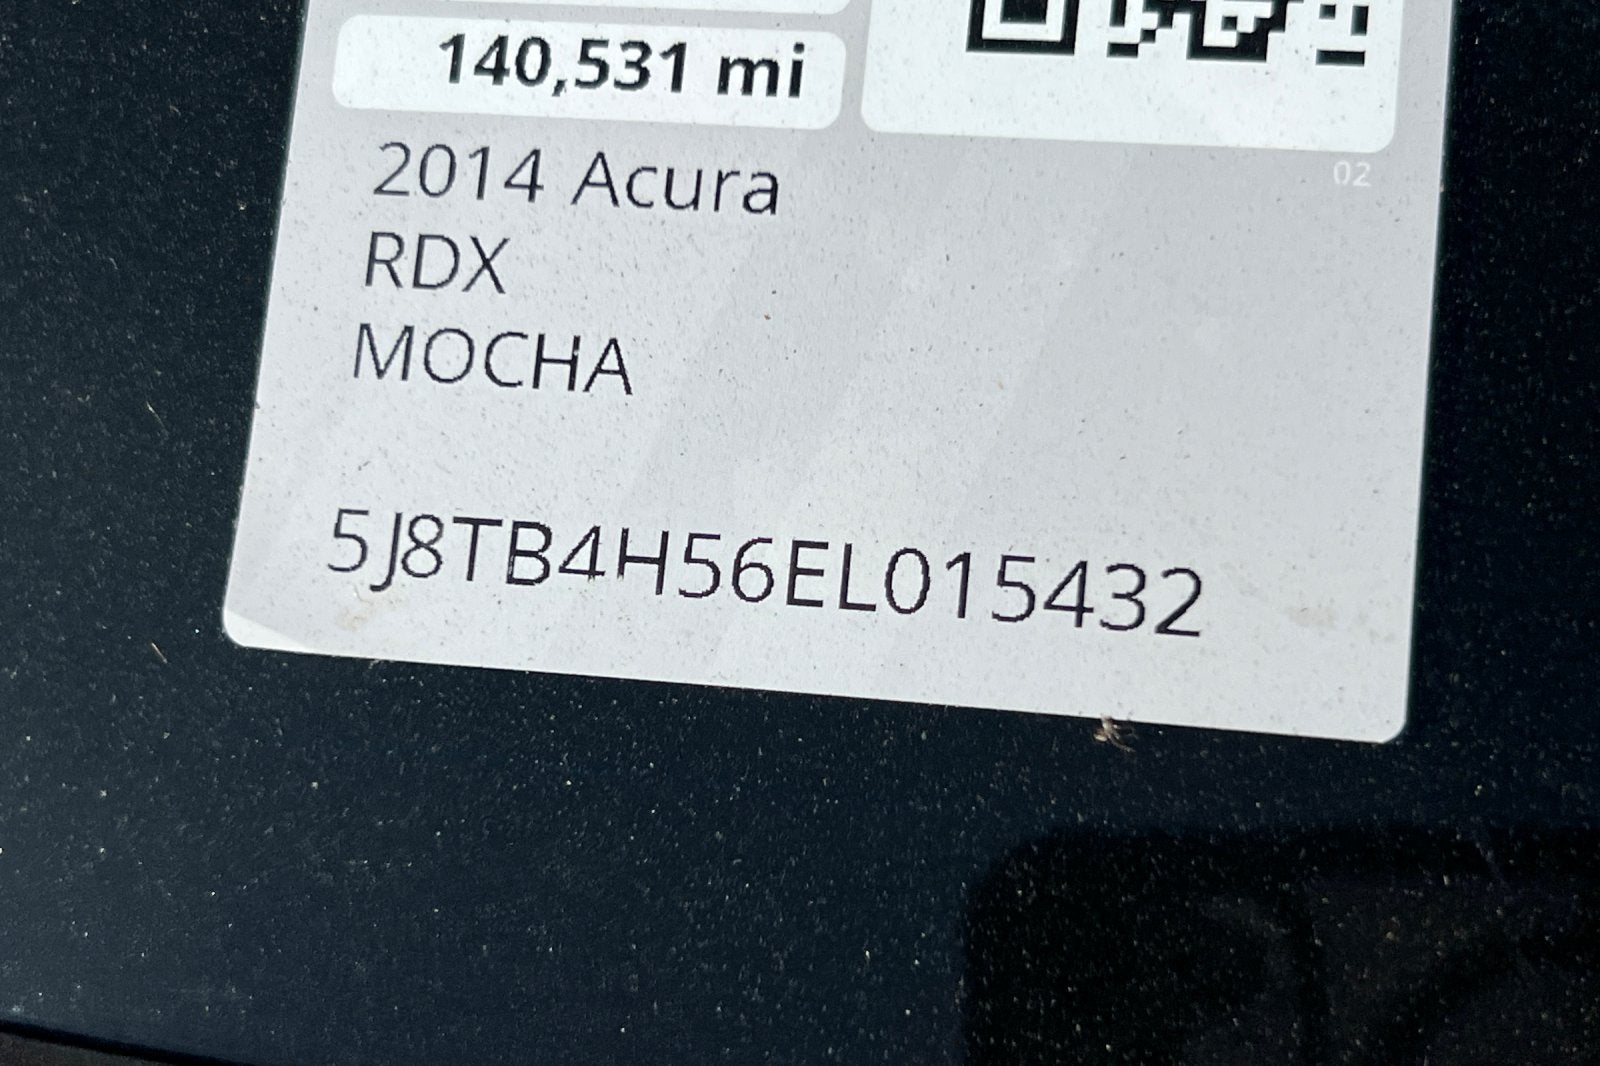 140,531 mi
02
2014 Acura
RDX
MOCHA
5J8TB4H56EL015432